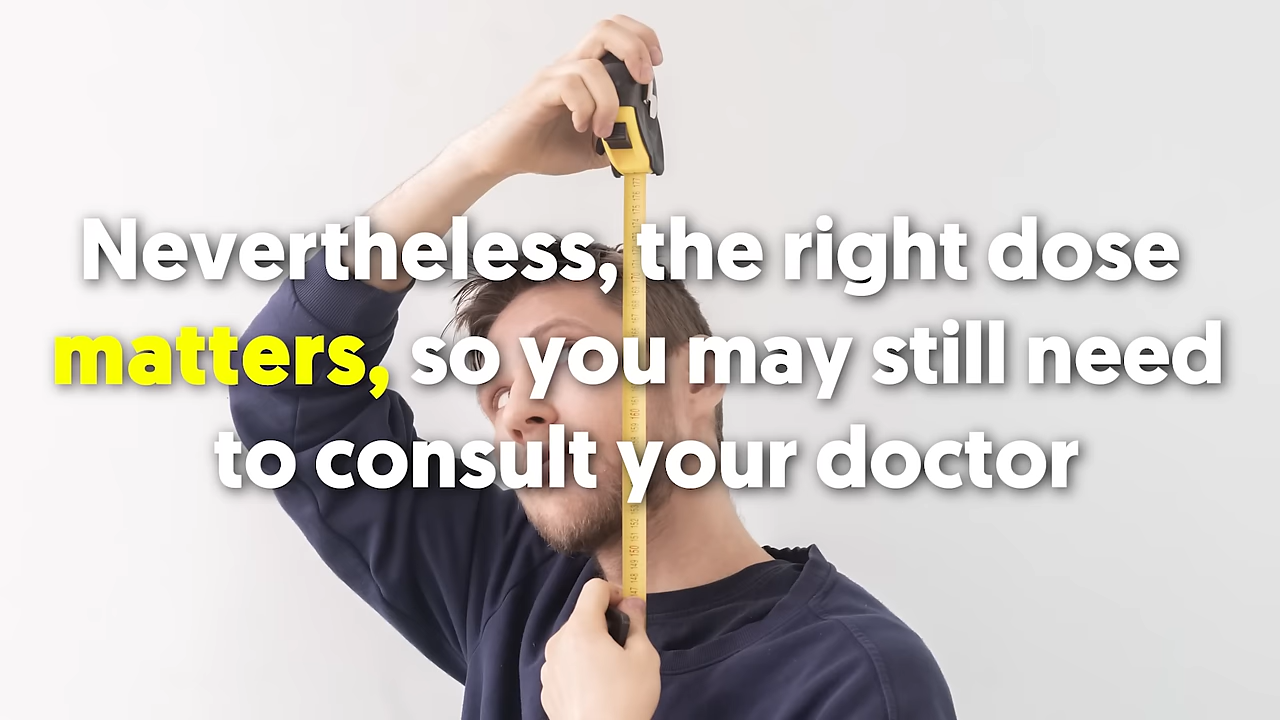 Nevertheless, the right dose
matters, so you may still need
to consult your doctor